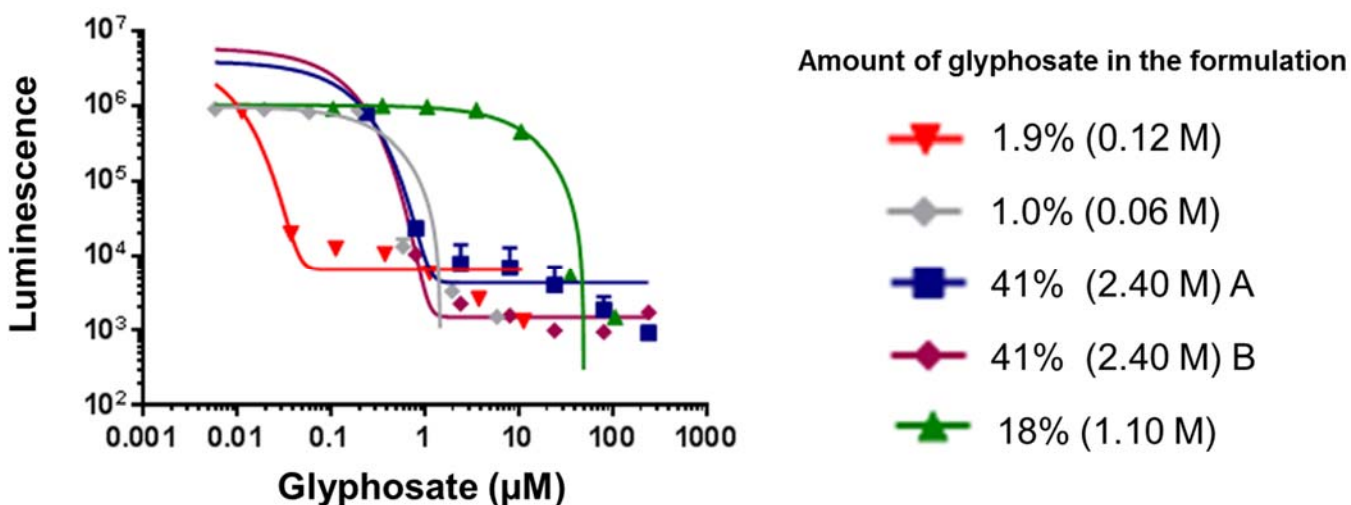 Luminescence
10⁷
10⁶
10⁵
10⁴
10³
10²
0.001 0.01 0.1 1 10 100 1000
Glyphosate (µM)
Amount of glyphosate in the formulation
1.9% (0.12 M)
1.0% (0.06 M)
41% (2.40 M) A
41% (2.40 M) B
18% (1.10 M)